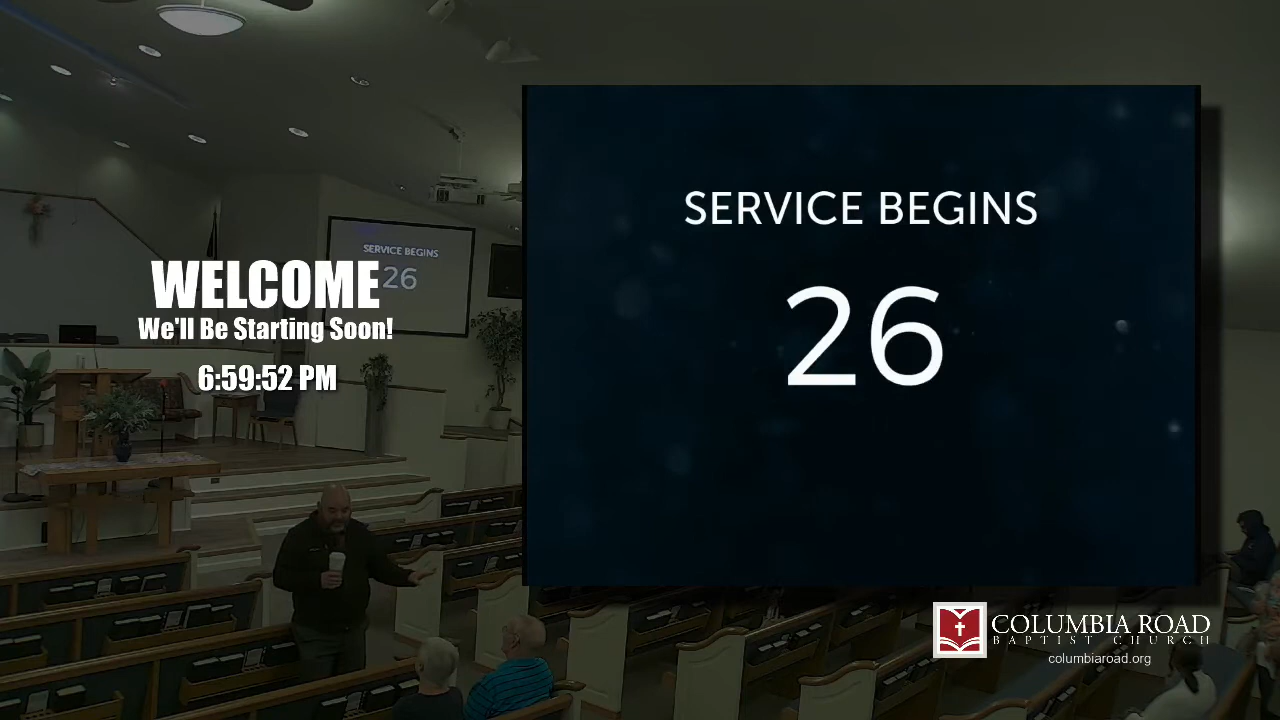 SERVICE BEGINS
26
SERVICE BEGINS
26
WELCOME
We'll Be Starting Soon!
6:59:52 PM
COLUMBIA ROAD
BAPTIST CHURCH
columbiaroad.org